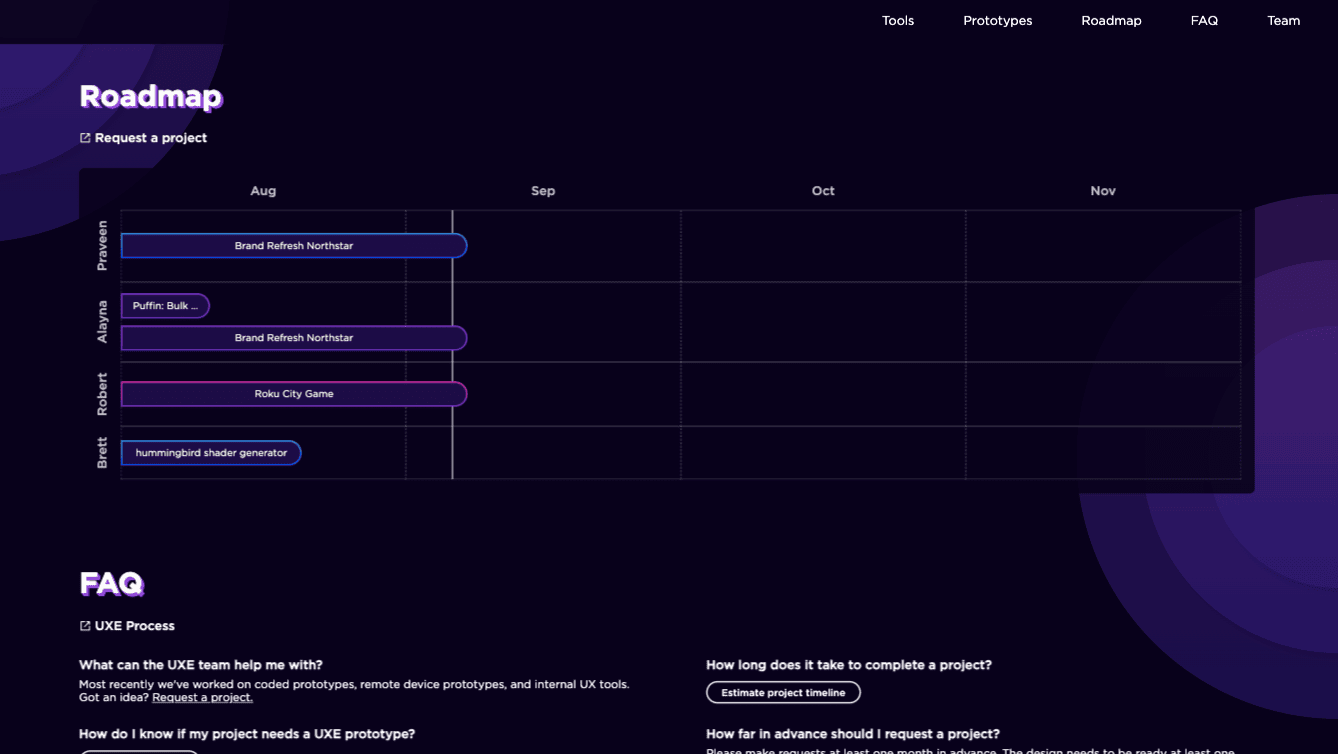 Tools Prototypes Roadmap FAQ Team
Roadmap
Request a project
Aug Sep Oct Nov
Praveen
Brand Refresh Northstar
Alayna
Puffin: Bulk ...
Brand Refresh Northstar
Robert
Roku City Game
Brett
hummingbird shader generator
FAQ
UXE Process
What can the UXE team help me with?
Most recently we've worked on coded prototypes, remote device prototypes, and internal UX tools.
Got an idea? Request a project.
How long does it take to complete a project?
Estimate project timeline
How do I know if my project needs a UXE prototype?
How far in advance should I request a project?
Please make requests at least one month in advance. The design needs to be ready at least one